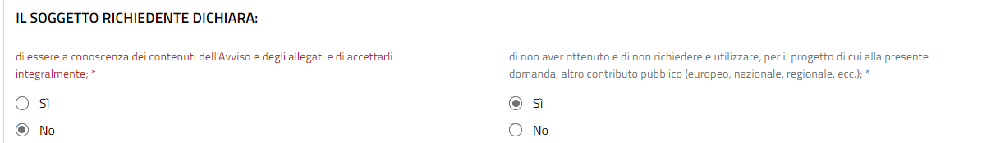 IL SOGGETTO RICHIEDENTE DICHIARA:
di essere a conoscenza dei contenuti dell'Avviso e degli allegati e di accettarli
integralmente; *
Sì
No
di non aver ottenuto e di non richiedere e utilizzare, per il progetto di cui alla presente
domanda, altro contributo pubblico (europeo, nazionale, regionale, ecc.); *
Sì
No